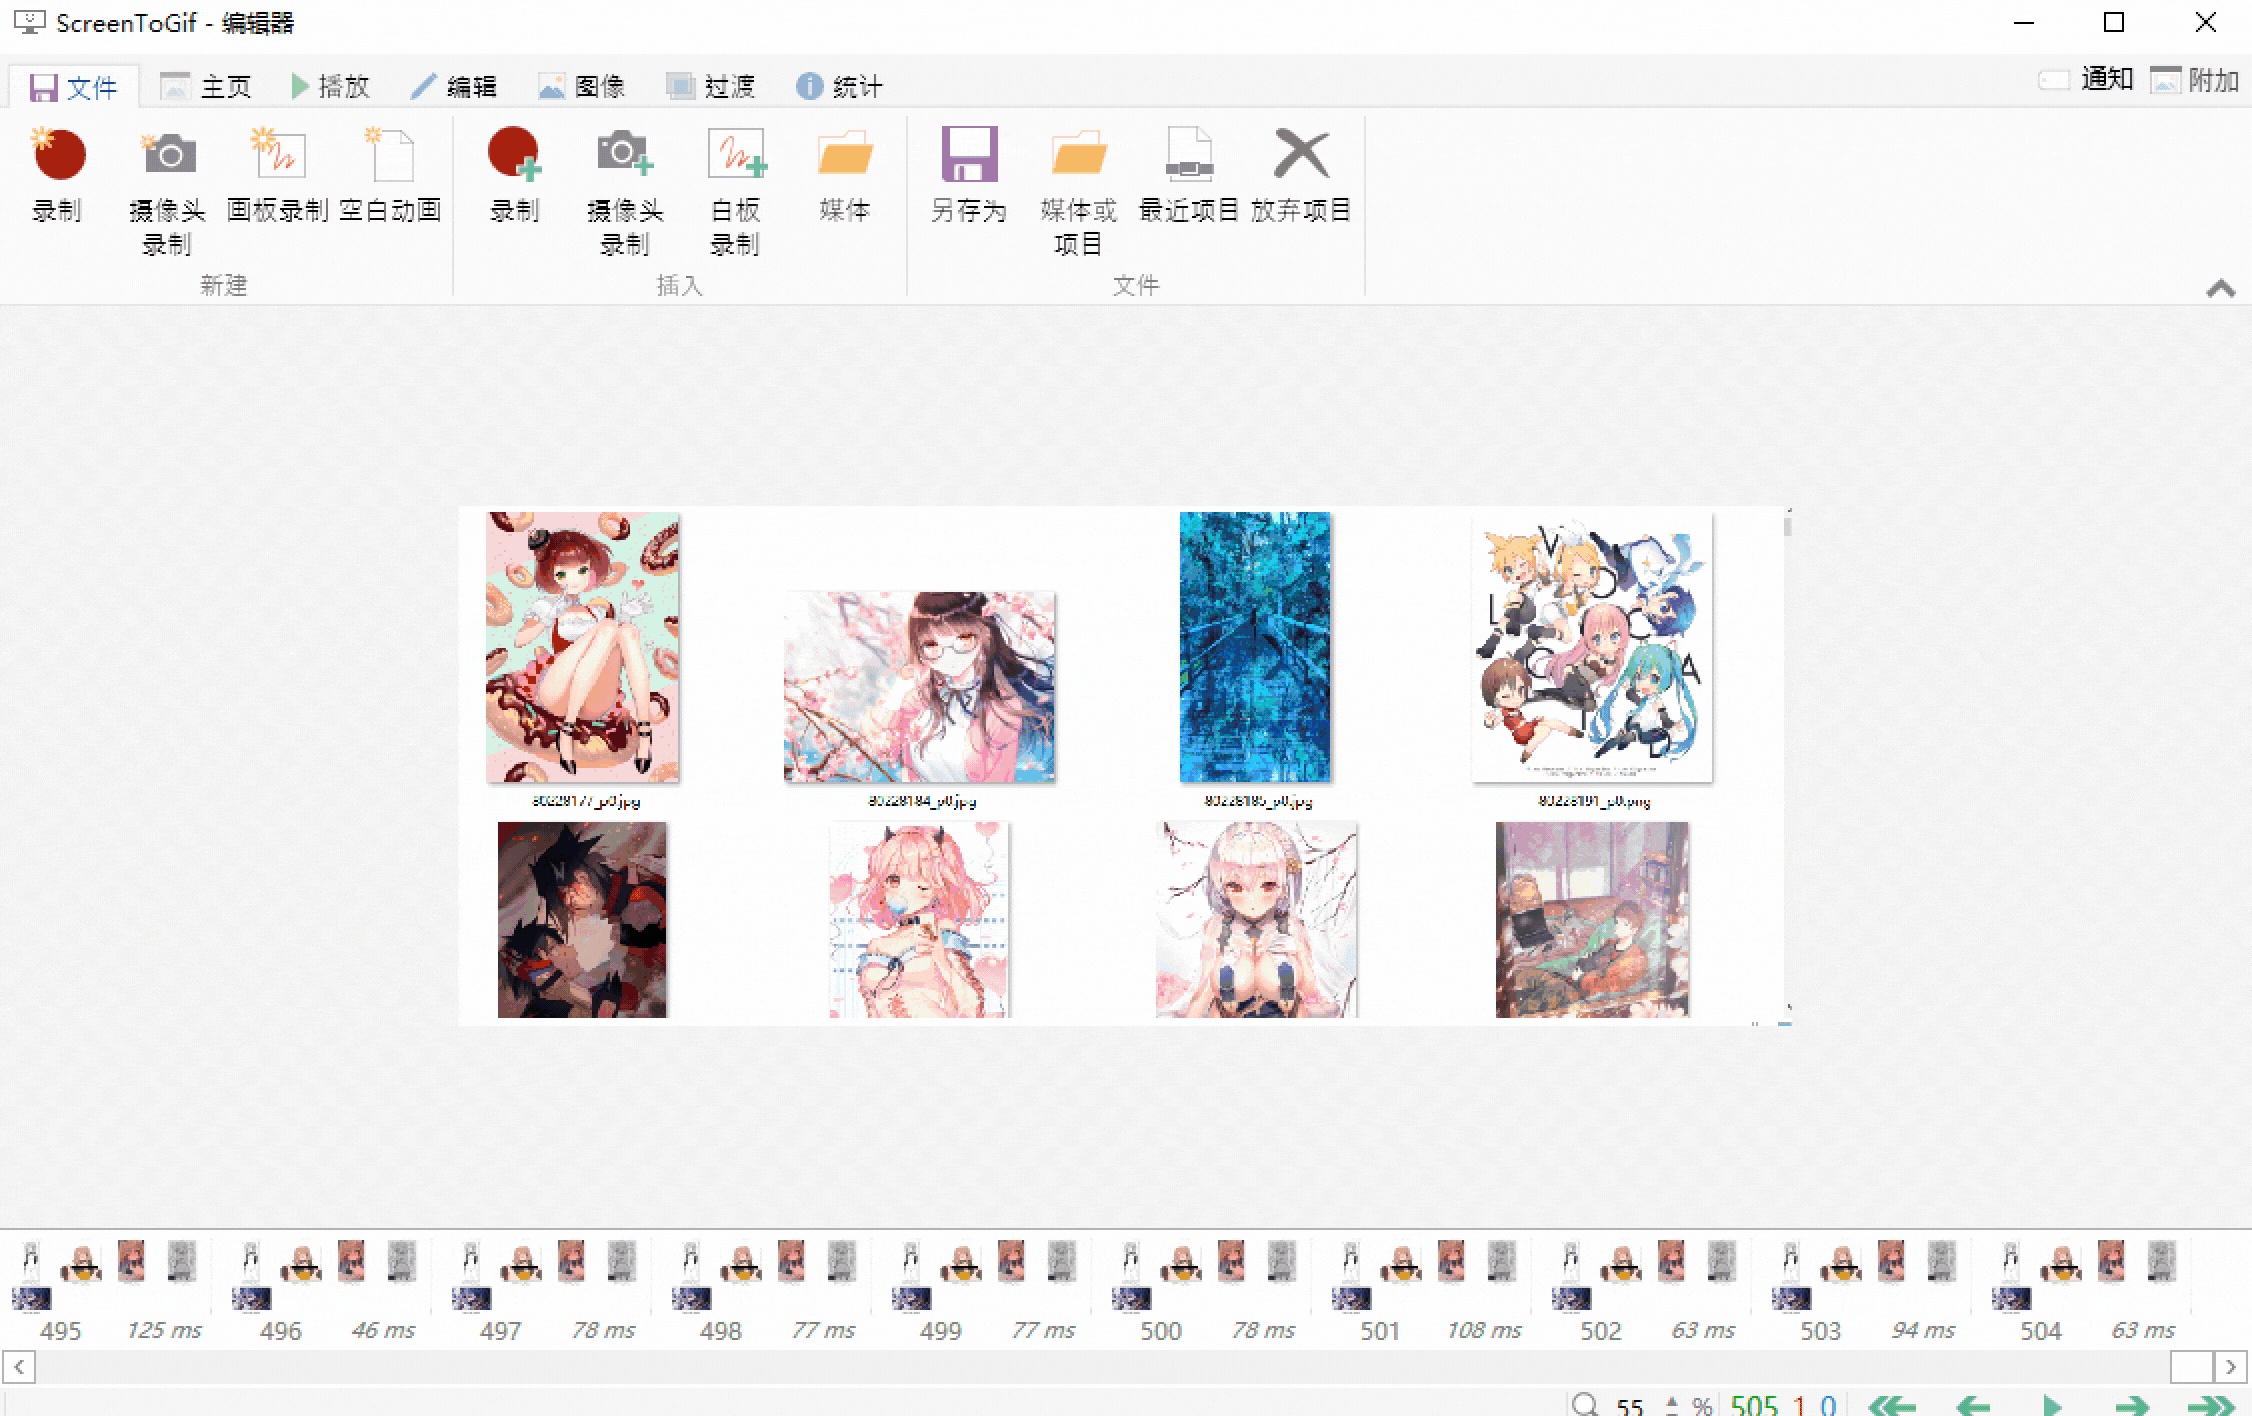 ScreenToGif - 编辑器
文件 主页 播放 编辑 图像 过渡 统计 通知 附加
录制 摄像头 画板录制 空白动画 录制 摄像头 白板 媒体 另存为 媒体或 最近项目 放弃项目
录制 录制 录制 项目
新建 插入 文件
80228177_p0.jpg 80228184_p0.jpg 80228185_p0.jpg 80228191_p0.png
495 125 ms 496 46 ms 497 78 ms 498 77 ms 499 77 ms 500 78 ms 501 108 ms 502 63 ms 503 94 ms 504 63 ms
55 % 505 1 0